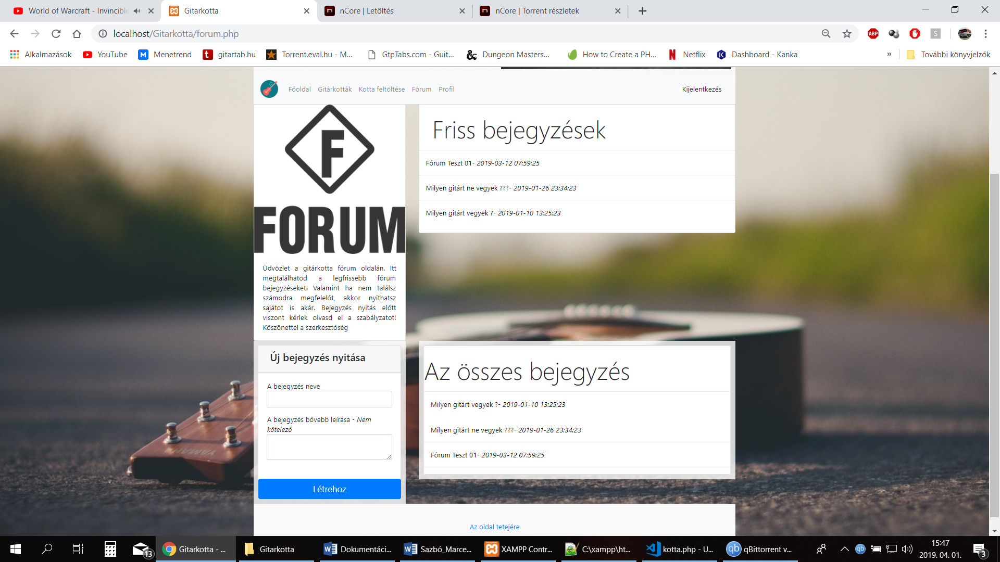 World of Warcraft - Invincible
Gitarkotta
nCore | Letöltés
nCore | Torrent részletek
localhost/Gitarkotta/forum.php
ABP
S
Alkalmazások
YouTube
Menetrend
gitartab.hu
Torrent.eval.hu - M...
GtpTabs.com - Guit...
Dungeon Masters...
How to Create a PH...
Netflix
Dashboard - Kanka
»
További könyvjelzők
Főoldal
Gitárkották
Kotta feltöltése
Fórum
Profil
Kijelentkezés
F
FORUM
Üdvözlet a gitárkotta fórum oldalán. Itt
megtalálhatod a legfrissebb fórum
bejegyzéseket! Valamint ha nem találsz
számodra megfelelőt, akkor nyithatsz
sajátot is akár. Bejegyzés nyitás előtt
viszont kérlek olvasd el a szabályzatot!
Köszönettel a szerkesztőség
Friss bejegyzések
Fórum Teszt 01- 2019-03-12 07:59:25
Milyen gitárt ne vegyek ???- 2019-01-26 23:34:23
Milyen gitárt vegyek ?- 2019-01-10 13:25:23
Új bejegyzés nyitása
A bejegyzés neve
A bejegyzés bővebb leírása - Nem
kötelező
Létrehoz
Az összes bejegyzés
Milyen gitárt vegyek ?- 2019-01-10 13:25:23
Milyen gitárt ne vegyek ???- 2019-01-26 23:34:23
Fórum Teszt 01- 2019-03-12 07:59:25
YAMAHA
Az oldal tetejére
13
Gitarkotta - ...
Gitarkotta
Dokumentáci...
Sazbó_Marce...
XAMPP Contr...
C:\xampp\ht...
kotta.php - U...
qb
qBittorrent v...
qb
15:47
2019. 04. 01.
3